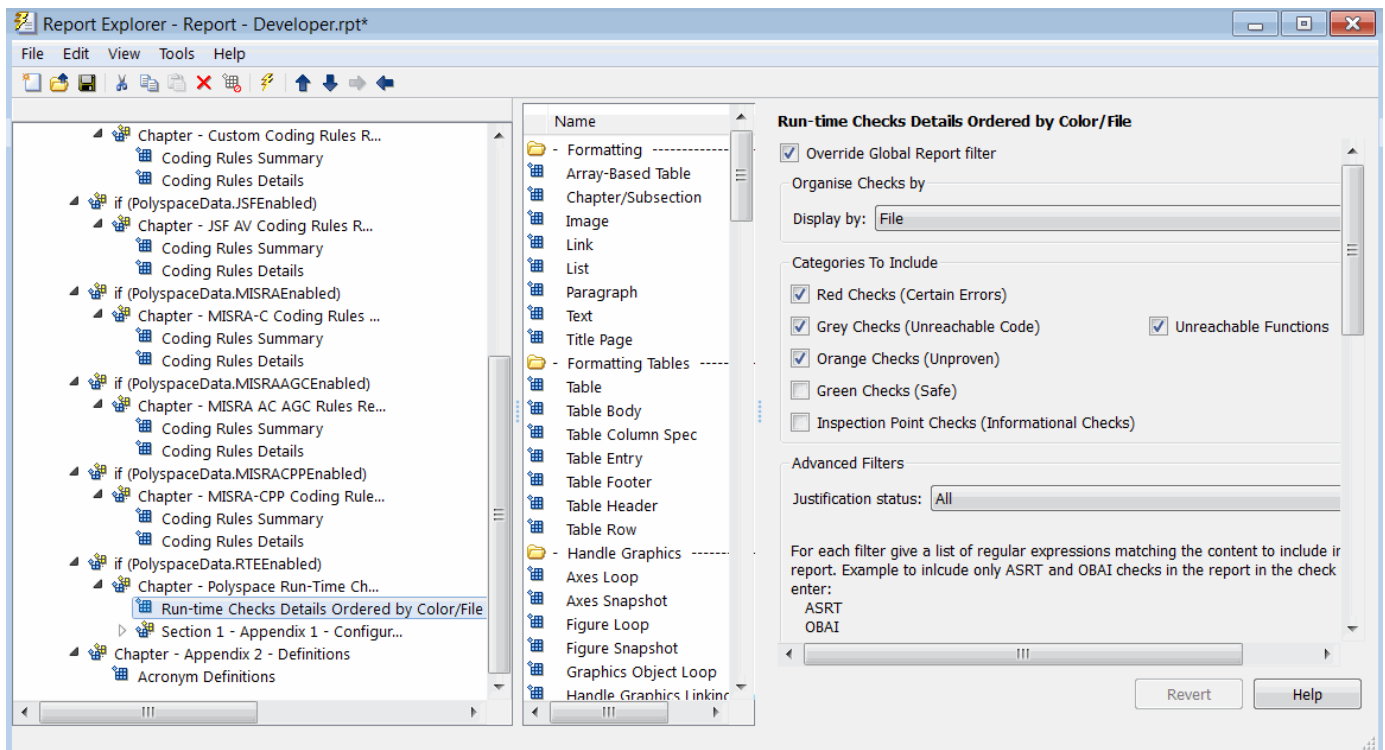 Report Explorer - Report - Developer.rpt*
File Edit View Tools Help
Chapter - Custom Coding Rules R...
Coding Rules Summary
Coding Rules Details
if (PolyspaceData.JSFEnabled)
Chapter - JSF AV Coding Rules R...
Coding Rules Summary
Coding Rules Details
if (PolyspaceData.MISRAEnabled)
Chapter - MISRA-C Coding Rules ...
Coding Rules Summary
Coding Rules Details
if (PolyspaceData.MISRAAGCEnabled)
Chapter - MISRA AC AGC Rules Re...
Coding Rules Summary
Coding Rules Details
if (PolyspaceData.MISRACPPEnabled)
Chapter - MISRA-CPP Coding Rule...
Coding Rules Summary
Coding Rules Details
if (PolyspaceData.RTEEnabled)
Chapter - Polyspace Run-Time Ch...
Run-time Checks Details Ordered by Color/File
Section 1 - Appendix 1 - Configur...
Chapter - Appendix 2 - Definitions
Acronym Definitions
Name
- Formatting -------------
Array-Based Table
Chapter/Subsection
Image
Link
List
Paragraph
Text
Title Page
- Formatting Tables -----
Table
Table Body
Table Column Spec
Table Entry
Table Footer
Table Header
Table Row
- Handle Graphics ------
Axes Loop
Axes Snapshot
Figure Loop
Figure Snapshot
Graphics Object Loop
Handle Graphics Linking
Run-time Checks Details Ordered by Color/File
Override Global Report filter
Organise Checks by
Display by: File
Categories To Include
Red Checks (Certain Errors)
Grey Checks (Unreachable Code) Unreachable Functions
Orange Checks (Unproven)
Green Checks (Safe)
Inspection Point Checks (Informational Checks)
Advanced Filters
Justification status: All
For each filter give a list of regular expressions matching the content to include ir
report. Example to inlcude only ASRT and OBAI checks in the report in the check
enter:
ASRT
OBAI
Revert Help